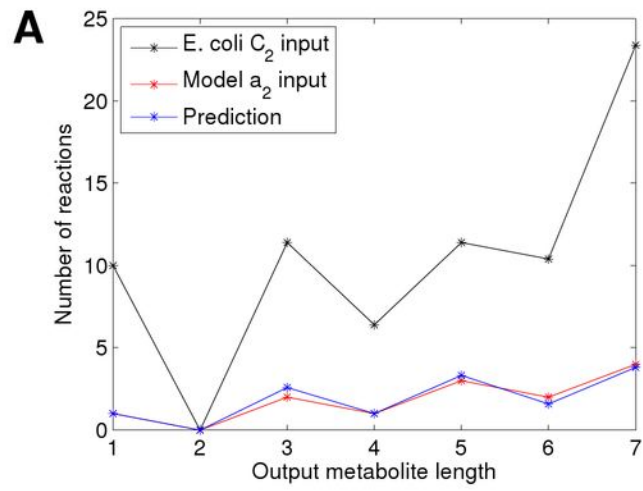 A
25
20
15
10
5
0
Number of reactions
E. coli C₂ input
Model a₂ input
Prediction
1 2 3 4 5 6 7
Output metabolite length